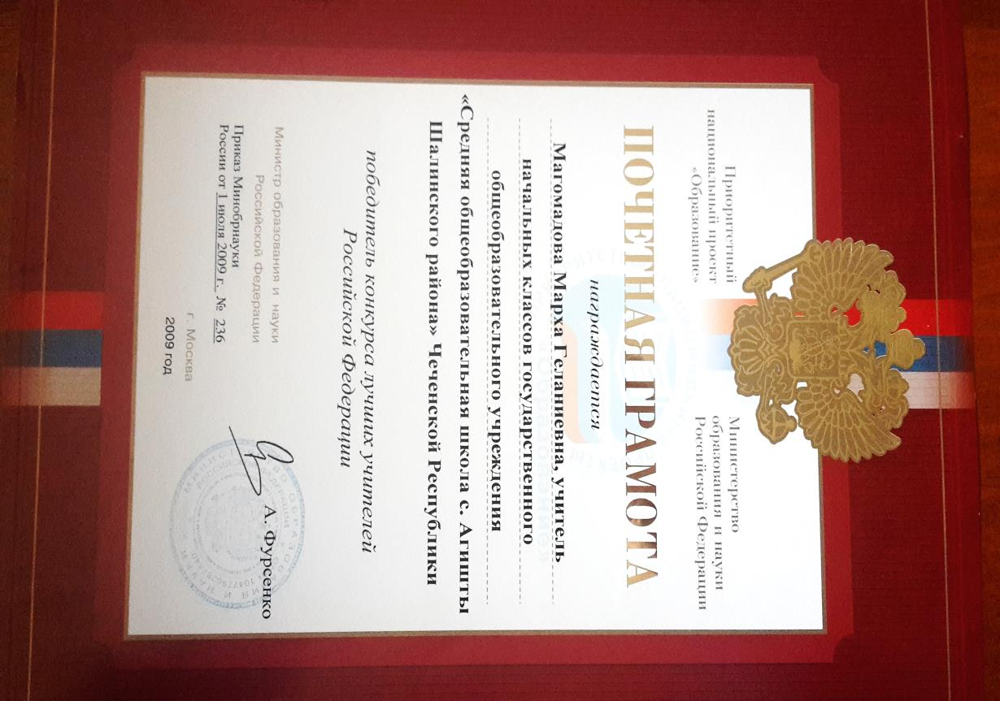 Приоритетный
национальный проект
«Образование»
Министерство
образования и науки
Российской Федерации
ПОЧЕТНАЯ ГРАМОТА
награждается
Магомадова Марха Геланиевна, учитель
начальных классов государственного
общеобразовательного учреждения
«Средняя общеобразовательная школа с. Агишты
Шалинского района» Чеченской Республики
победитель конкурса лучших учителей
Российской Федерации
Министр образования и науки
Российской Федерации
А. Фурсенко
Приказ Минобрнауки
России от 1 июля 2009 г. № 236
г. Москва
2009 год